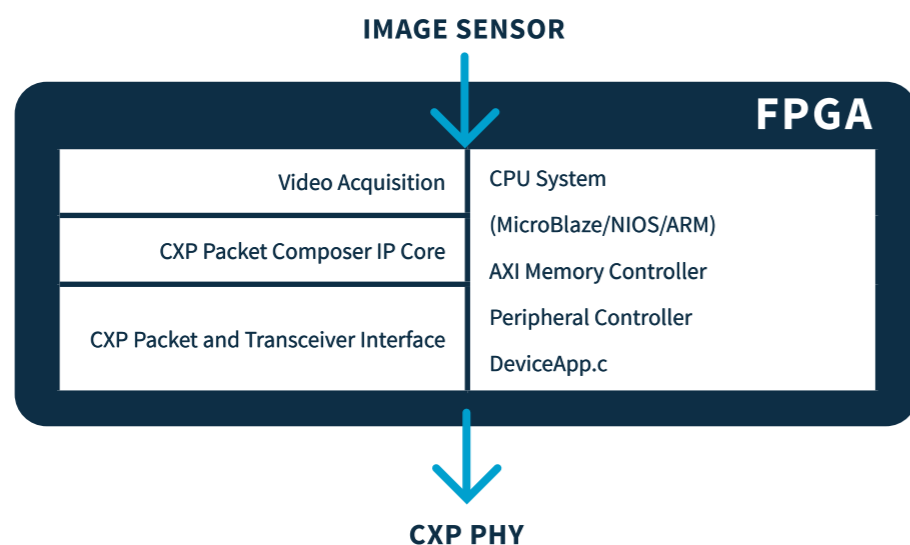 IMAGE SENSOR
FPGA
Video Acquisition
CXP Packet Composer IP Core
CXP Packet and Transceiver Interface
CPU System
(MicroBlaze/NIOS/ARM)
AXI Memory Controller
Peripheral Controller
DeviceApp.c
CXP PHY